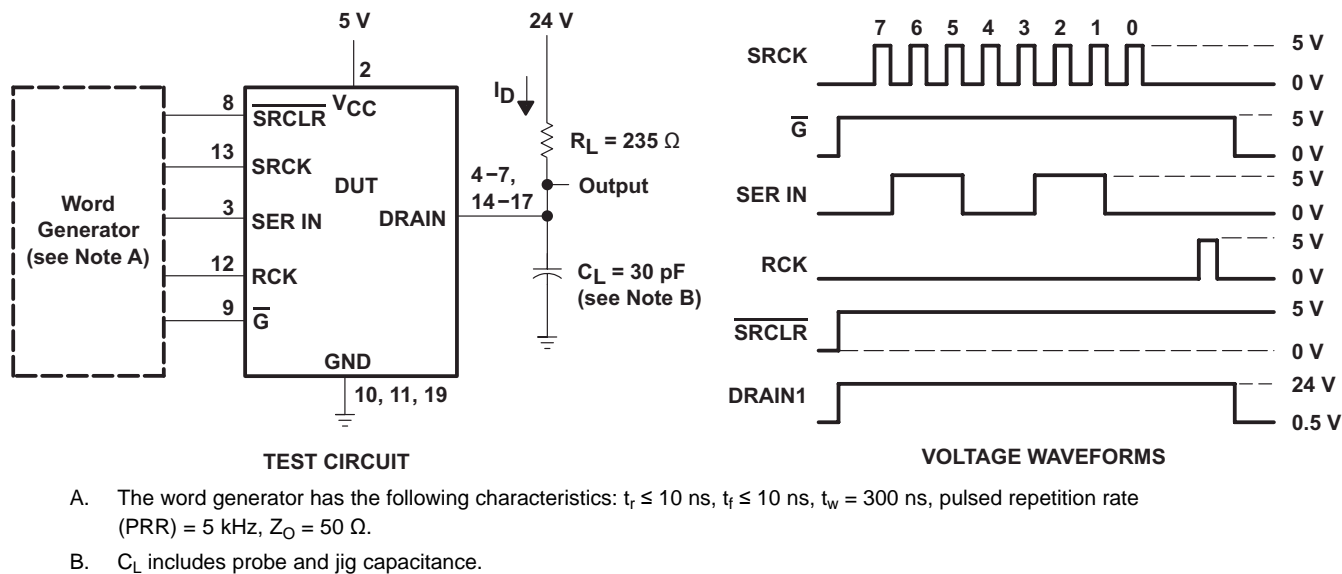 5 V
24 V
2
VCC
8
SRCLR
ID
RL = 235 Ω
13
SRCK
DUT
4–7,
14–17
Output
Word
Generator
(see Note A)
3
SER IN
DRAIN
12
RCK
CL = 30 pF
(see Note B)
9
G
GND
10, 11, 19
TEST CIRCUIT
7 6 5 4 3 2 1 0
SRCK
5 V
0 V
G
5 V
0 V
SER IN
5 V
0 V
RCK
5 V
0 V
SRCLR
5 V
0 V
DRAIN1
24 V
0.5 V
VOLTAGE WAVEFORMS
A. The word generator has the following characteristics: tr ≤ 10 ns, tf ≤ 10 ns, tw = 300 ns, pulsed repetition rate
(PRR) = 5 kHz, ZO = 50 Ω.
B. CL includes probe and jig capacitance.